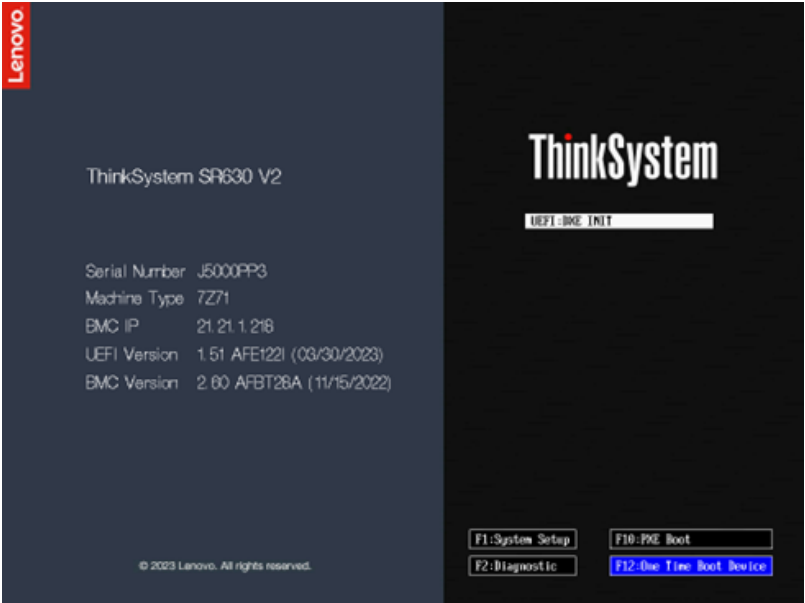 Lenovo.
ThinkSystem SR630 V2
Serial Number J5000PP3
Machine Type 7Z71
BMC IP 21.21.1.218
UEFI Version 1.51 AFE122I (03/30/2023)
BMC Version 2.60 AFBT26A (11/15/2022)
© 2023 Lenovo. All rights reserved.
ThinkSystem
UEFI:DXE INIT
F1:System Setup
F10:PXE Boot
F2:Diagnostic
F12:One Time Boot Device